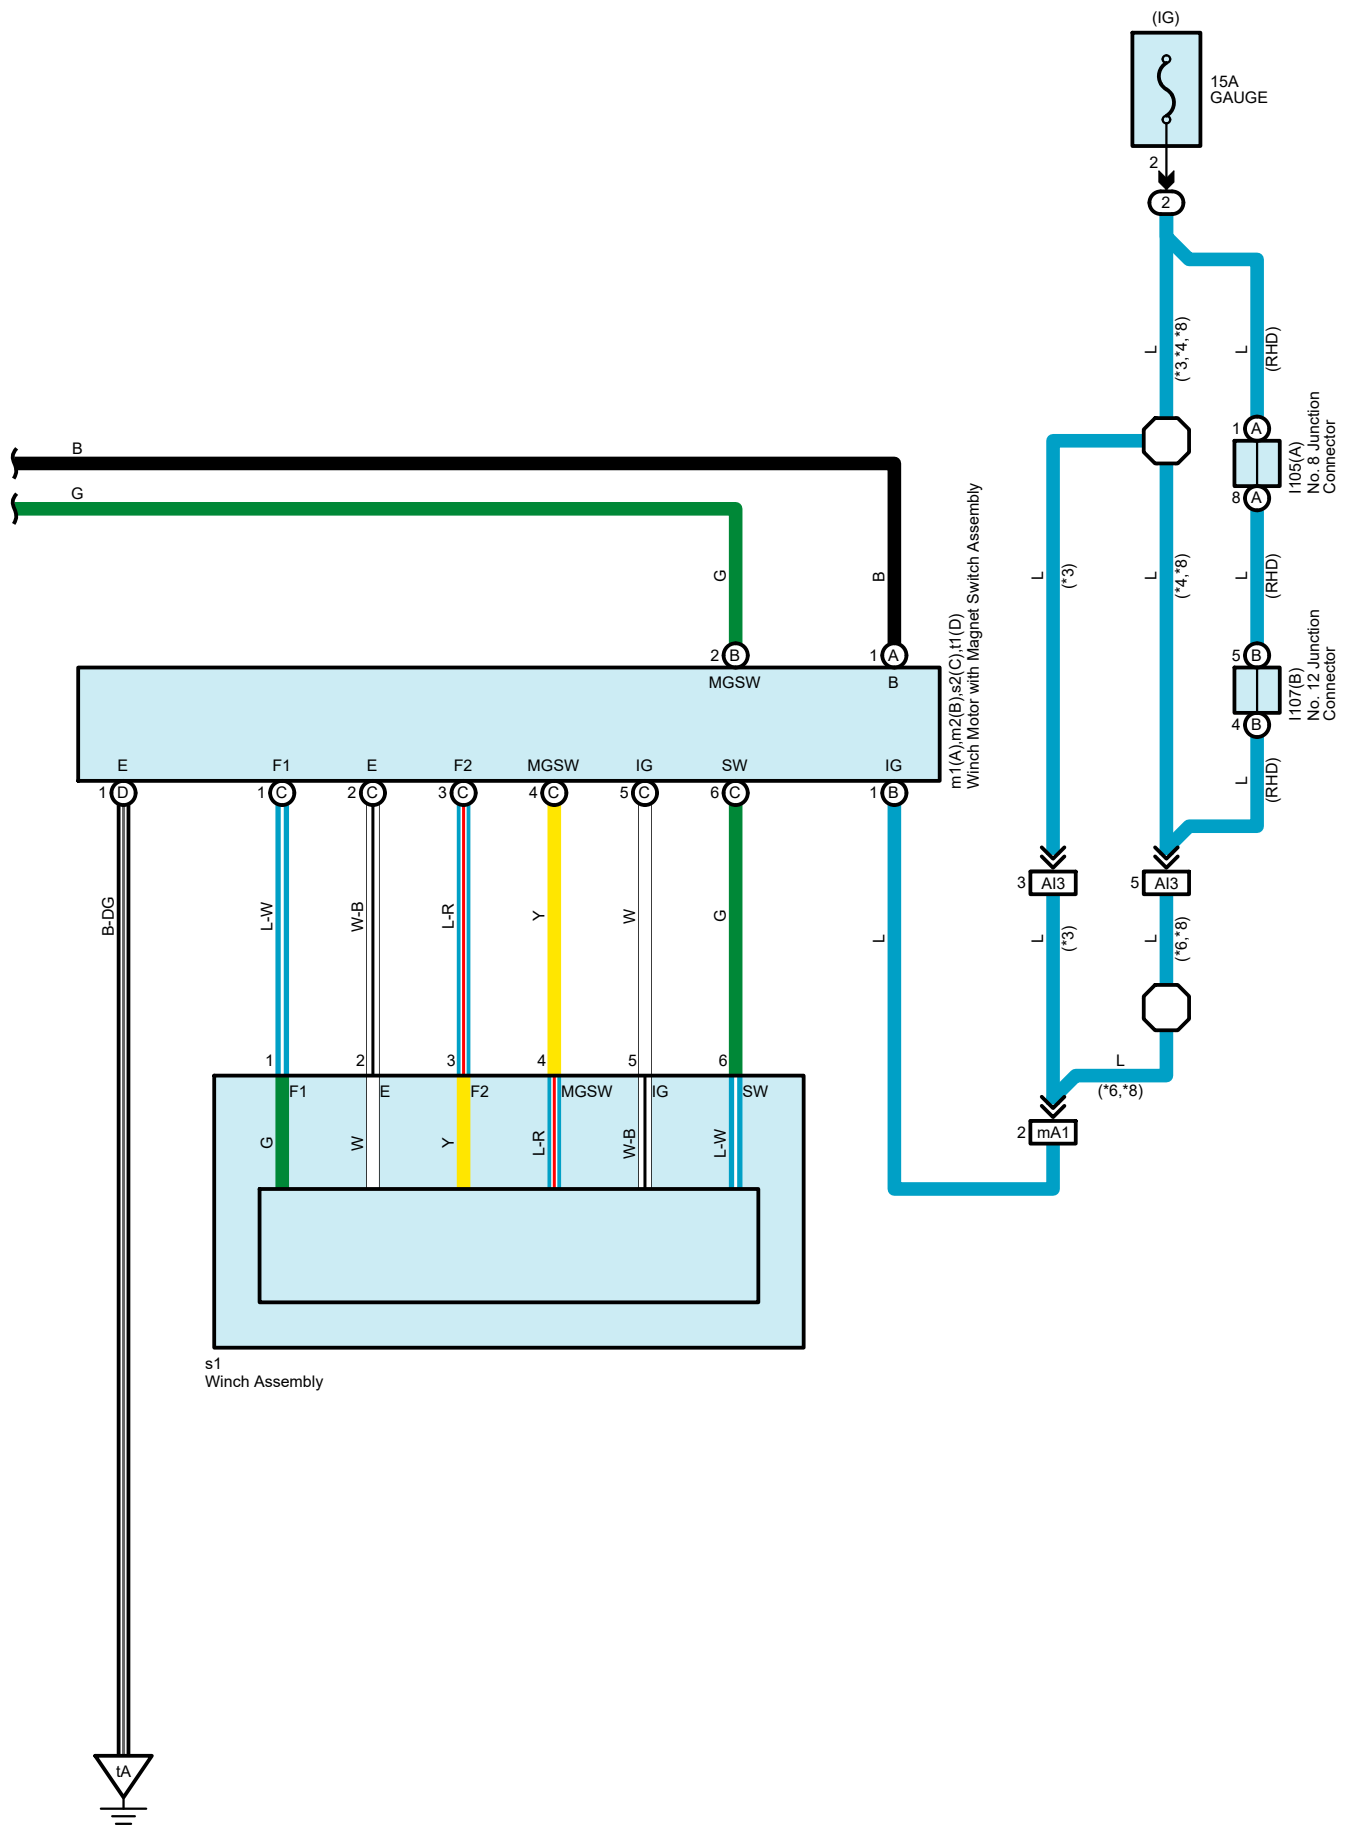 (IG)
15A
GAUGE
2
2
L
(*3,*4,*8)
L
(RHD)
1 A
I105(A)
No. 8 Junction
Connector
8 A
B
G
G
B
L
(*3)
L
(*4,*8)
L
(RHD)
2 B
1 A
5 B
MGSW
B
m1(A),m2(B),s2(C),t1(D)
Winch Motor with Magnet Switch Assembly
I107(B)
No. 12 Junction
Connector
4 B
E
F1
E
F2
MGSW
IG
SW
IG
1 D
1 C
2 C
3 C
4 C
5 C
6 C
1 B
L
(RHD)
3 AI3
5 AI3
B-DG
L-W
W-B
L-R
Y
W
G
L
L
(*3)
L
(*6,*8)
1
2
3
4
5
6
L
(*6,*8)
F1
E
F2
MGSW
IG
SW
2 mA1
G
W
Y
L-R
W-B
L-W
s1
Winch Assembly
tA